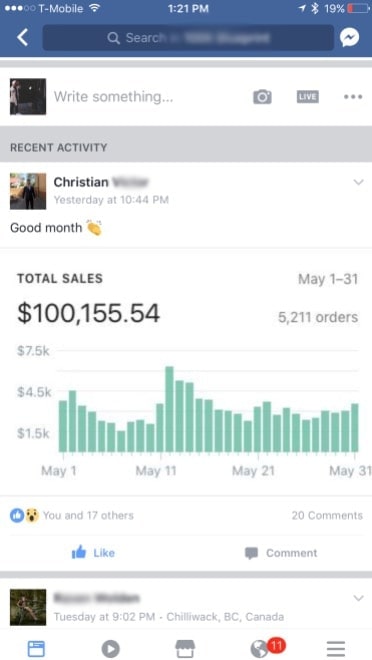 T-Mobile 1:21 PM 19%
Search
Write something... LIVE
RECENT ACTIVITY
Christian
Yesterday at 10:44 PM
Good month
TOTAL SALES May 1–31
$100,155.54 5,211 orders
$7.5k
$4.5k
$1.5k
May 1 May 11 May 21 May 31
You and 17 others 20 Comments
Like Comment
Tuesday at 9:02 PM · Chilliwack, BC, Canada
11